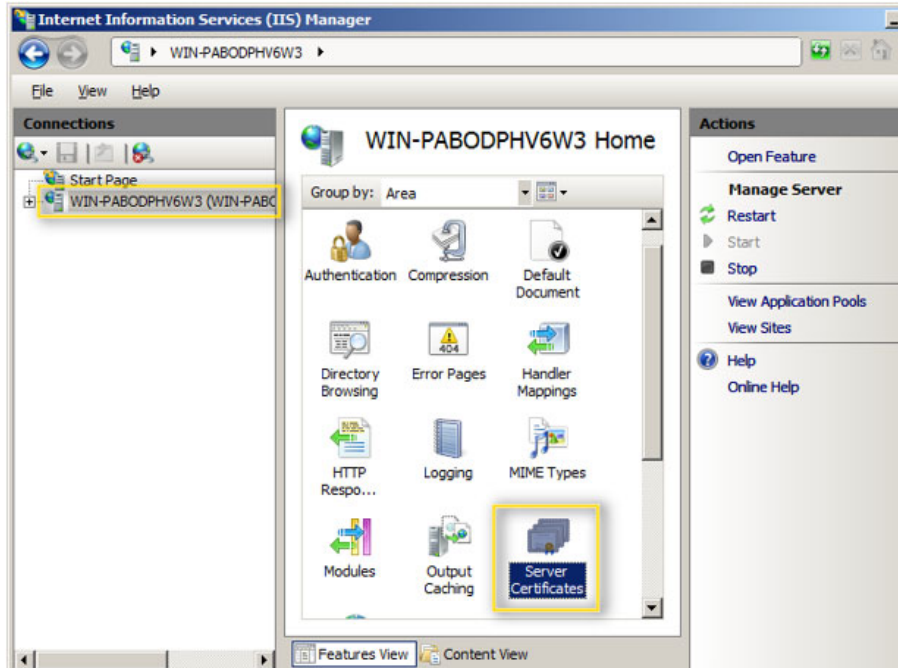 Internet Information Services (IIS) Manager
WIN-PABODPHV6W3
File View Help
Connections
Start Page
WIN-PABODPHV6W3 (WIN-PABO
WIN-PABODPHV6W3 Home
Group by: Area
Authentication Compression Default Document
Directory Browsing Error Pages Handler Mappings
404
HTTP Respo... Logging MIME Types
Modules Output Caching Server Certificates
Features View Content View
Actions
Open Feature
Manage Server
Restart
Start
Stop
View Application Pools
View Sites
Help
Online Help